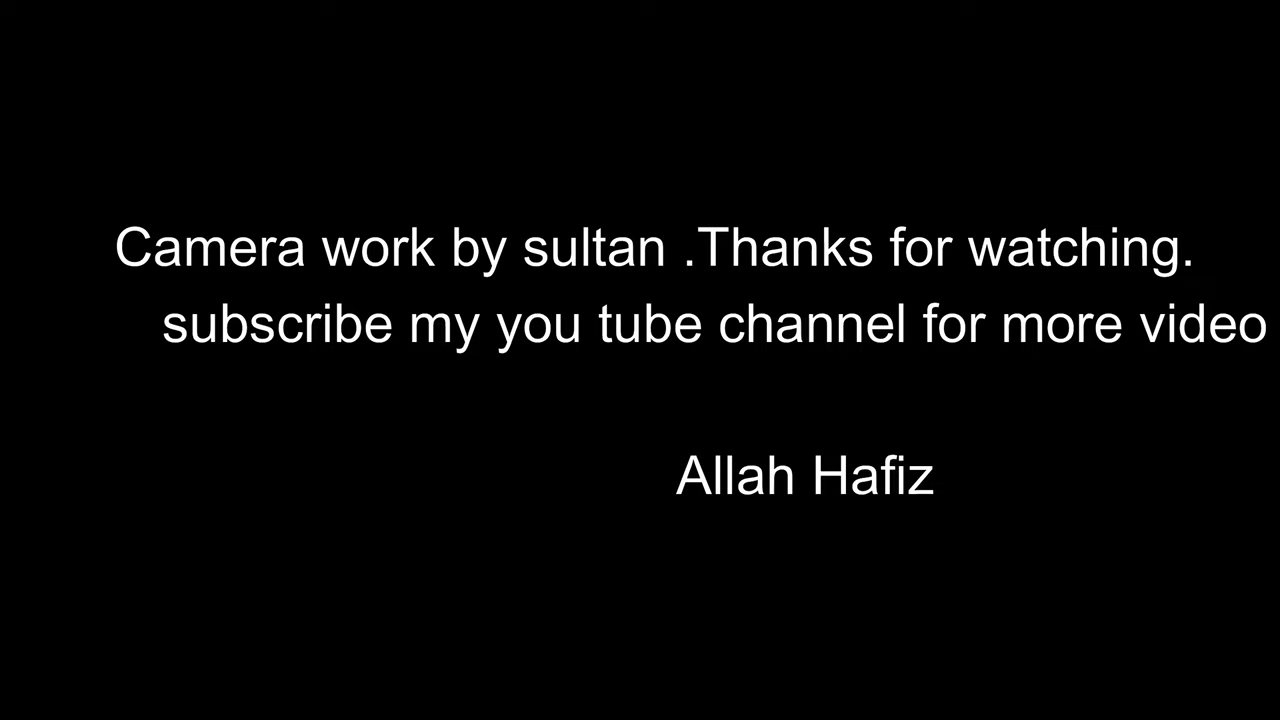 Camera work by sultan .Thanks for watching.
subscribe my you tube channel for more video
Allah Hafiz